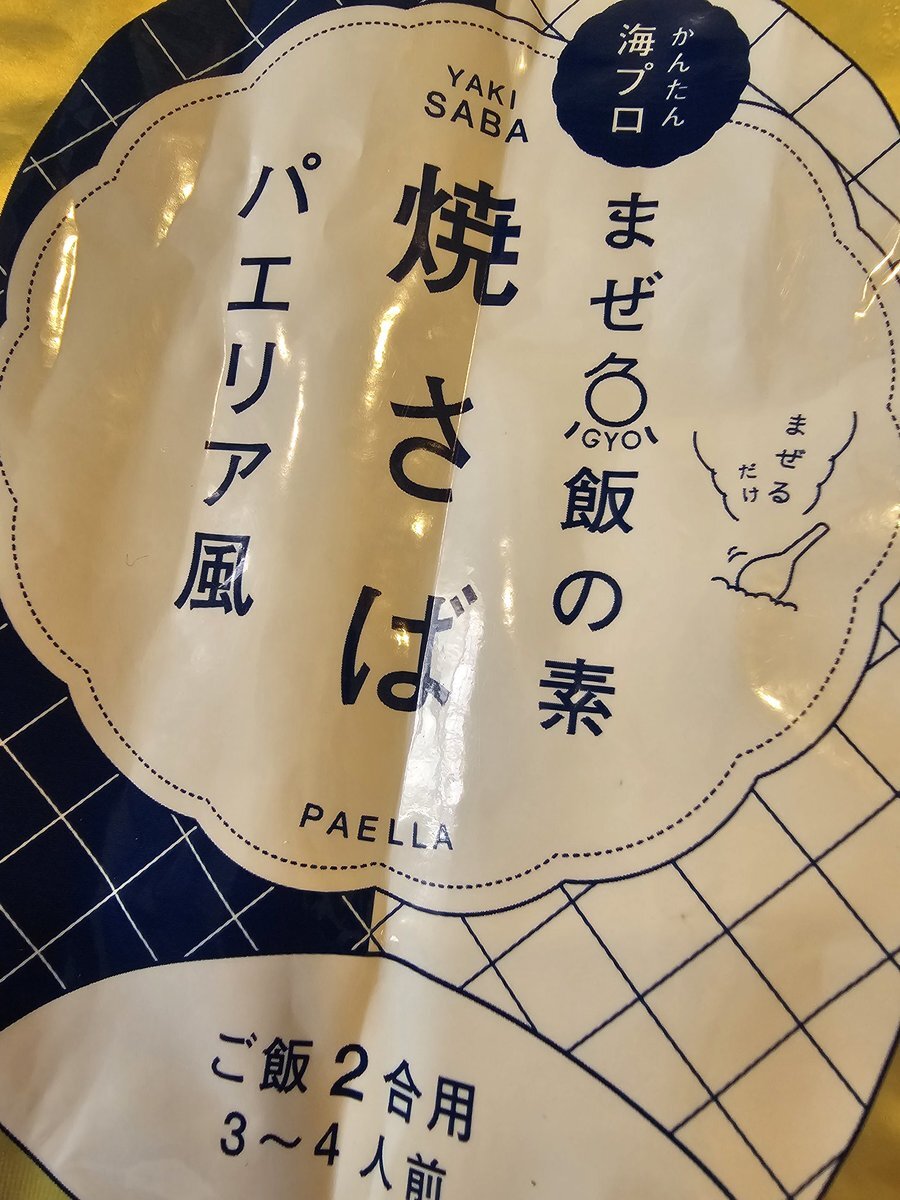 かんたん
海プロ
YAKI
SABA
まぜ魚飯の素
GYO
焼さば
パエリア風
まぜる
だけ
PAELLA
ご飯2合用
3〜4人前